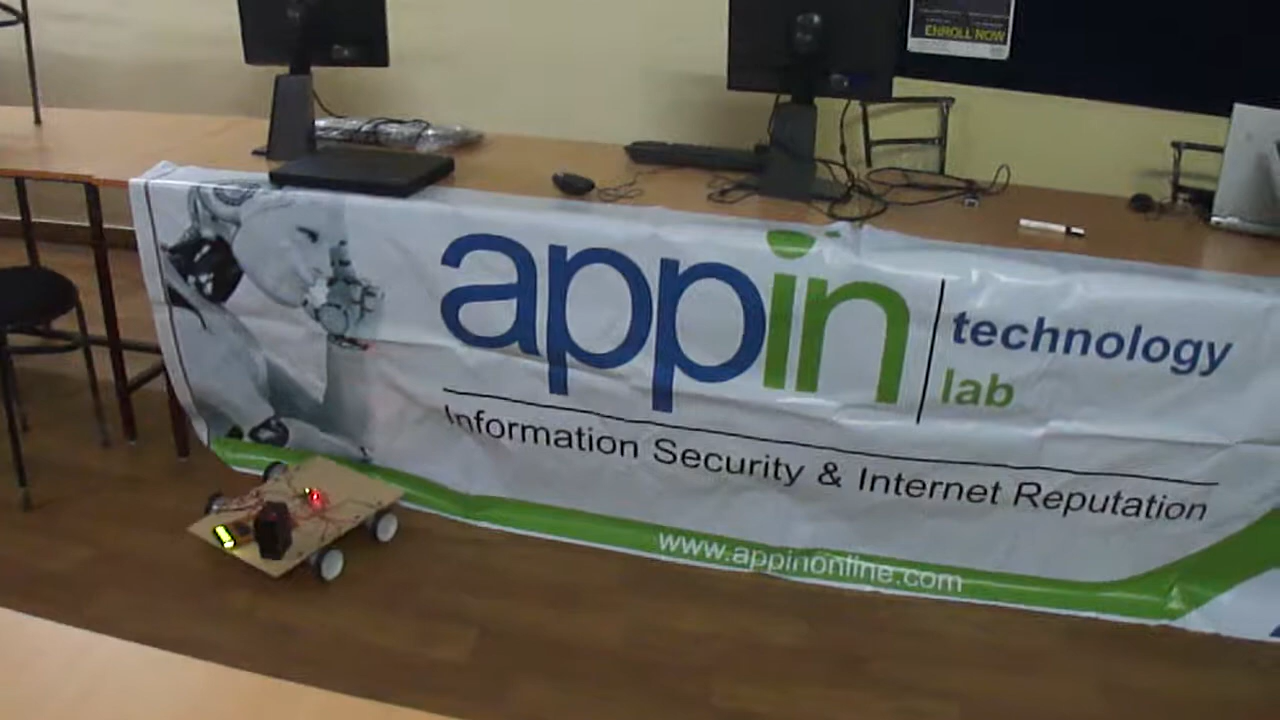 ENROLL NOW
appin
technology
lab
Information Security & Internet Reputation
www.appinonline.com